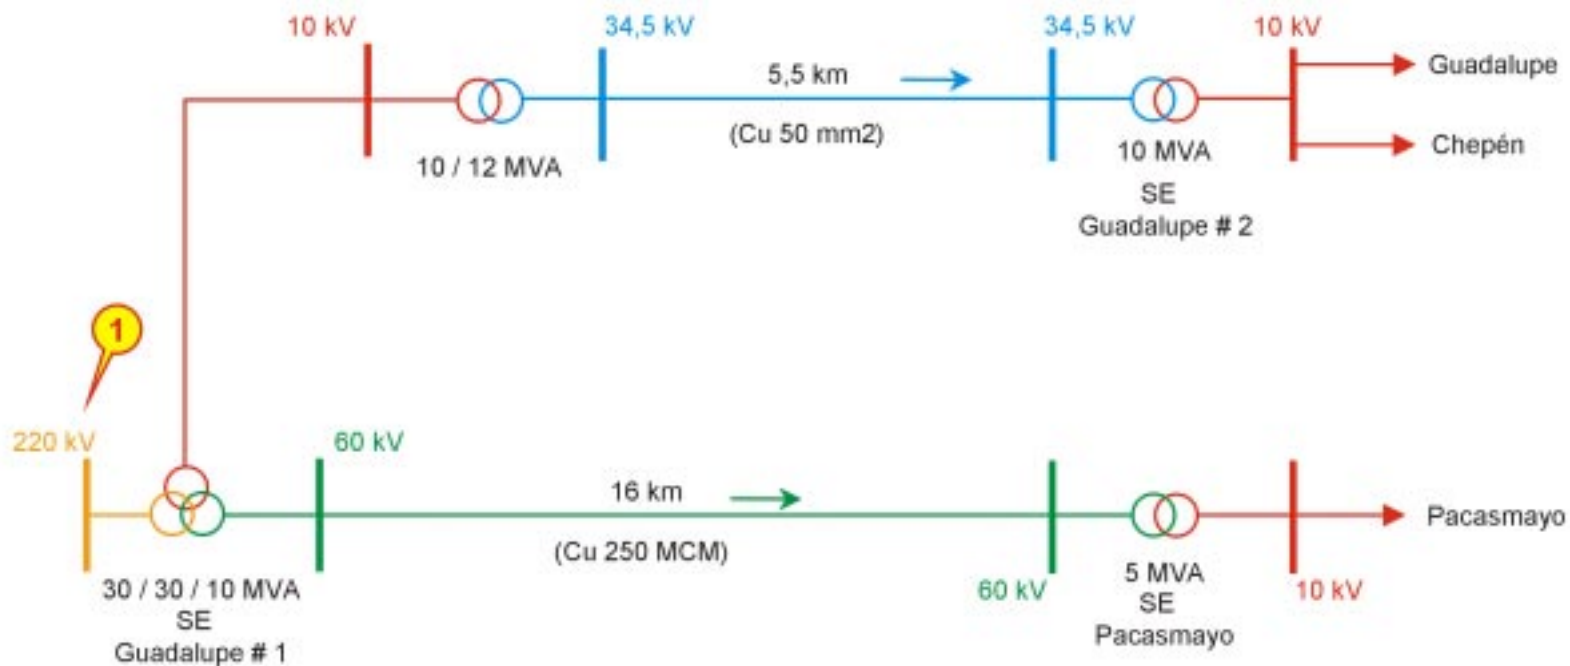 10 kV
34,5 kV
34,5 kV
10 kV
5,5 km
Guadalupe
(Cu 50 mm2)
10 / 12 MVA
10 MVA
Chepén
SE
Guadalupe # 2
1
220 kV
60 kV
16 km
Pacasmayo
(Cu 250 MCM)
30 / 30 / 10 MVA
SE
Guadalupe # 1
60 kV
5 MVA
SE
Pacasmayo
10 kV